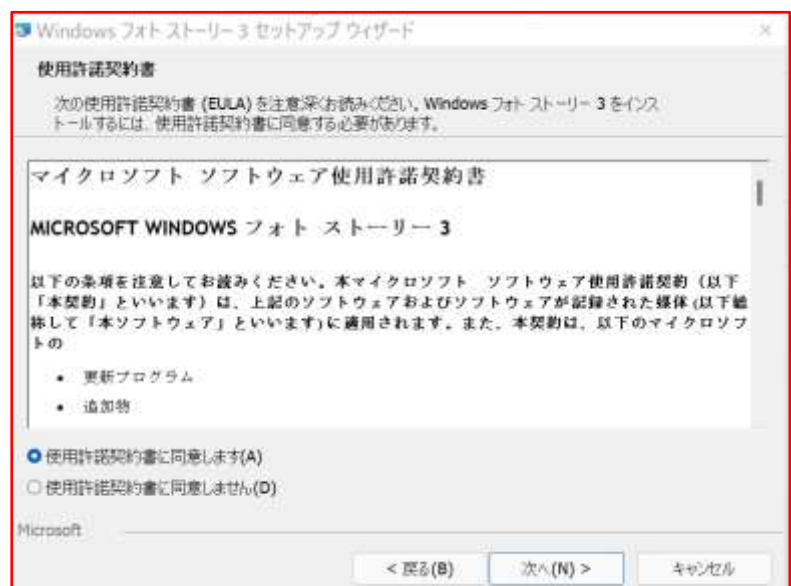 Windows フォト ストーリー 3 セットアップ ウィザード
使用許諾契約書
次の使用許諾契約書 (EULA) を注意深くお読みください。Windows フォト ストーリー 3 をインス
トールするには、使用許諾契約書に同意する必要があります。
マイクロソフト ソフトウェア使用許諾契約書
MICROSOFT WINDOWS フォト ストーリー 3
以下の条項を注意してお読みください。本マイクロソフト ソフトウェア使用許諾契約（以下
「本契約」といいます）は、上記のソフトウェアおよびソフトウェアが記録された媒体(以下総
称して「本ソフトウェア」といいます)に適用されます。また、本契約は、以下のマイクロソフ
トの
• 更新プログラム
• 追加物
使用許諾契約書に同意します(A)
使用許諾契約書に同意しません(D)
Microsoft
< 戻る(B) 次へ(N) > キャンセル